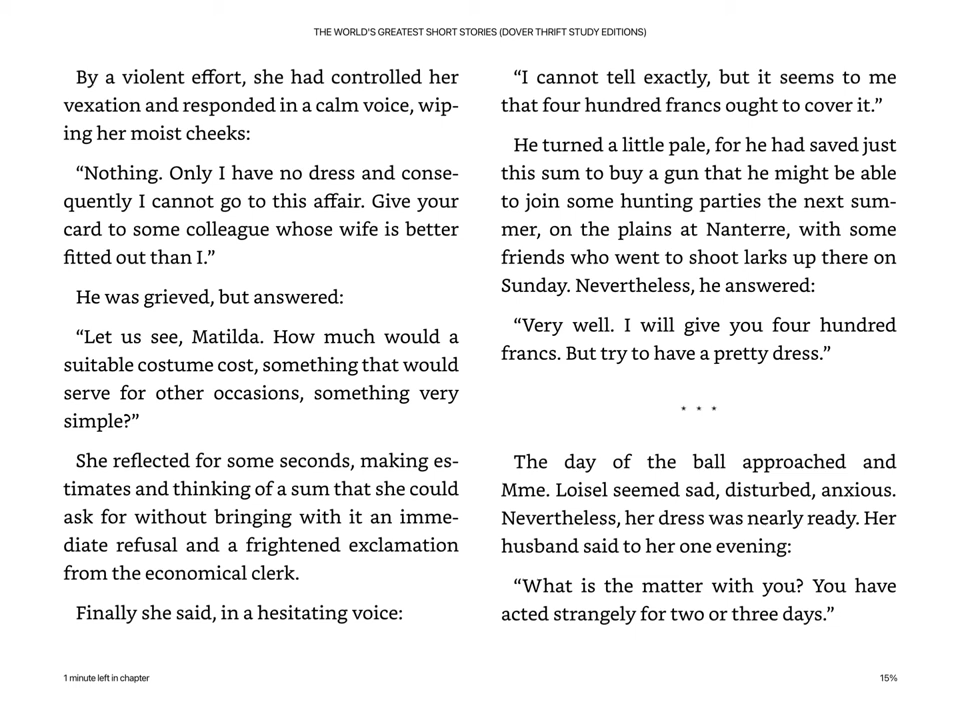 THE WORLD'S GREATEST SHORT STORIES (DOVER THRIFT STUDY EDITIONS)
By a violent effort, she had controlled her
vexation and responded in a calm voice, wip-
ing her moist cheeks:
“Nothing. Only I have no dress and conse-
quently I cannot go to this affair. Give your
card to some colleague whose wife is better
fitted out than I.”
He was grieved, but answered:
“Let us see, Matilda. How much would a
suitable costume cost, something that would
serve for other occasions, something very
simple?”
She reflected for some seconds, making es-
timates and thinking of a sum that she could
ask for without bringing with it an imme-
diate refusal and a frightened exclamation
from the economical clerk.
Finally she said, in a hesitating voice:
“I cannot tell exactly, but it seems to me
that four hundred francs ought to cover it.”
He turned a little pale, for he had saved just
this sum to buy a gun that he might be able
to join some hunting parties the next sum-
mer, on the plains at Nanterre, with some
friends who went to shoot larks up there on
Sunday. Nevertheless, he answered:
“Very well. I will give you four hundred
francs. But try to have a pretty dress.”
* * *
The day of the ball approached and
Mme. Loisel seemed sad, disturbed, anxious.
Nevertheless, her dress was nearly ready. Her
husband said to her one evening:
“What is the matter with you? You have
acted strangely for two or three days.”
1 minute left in chapter
15%